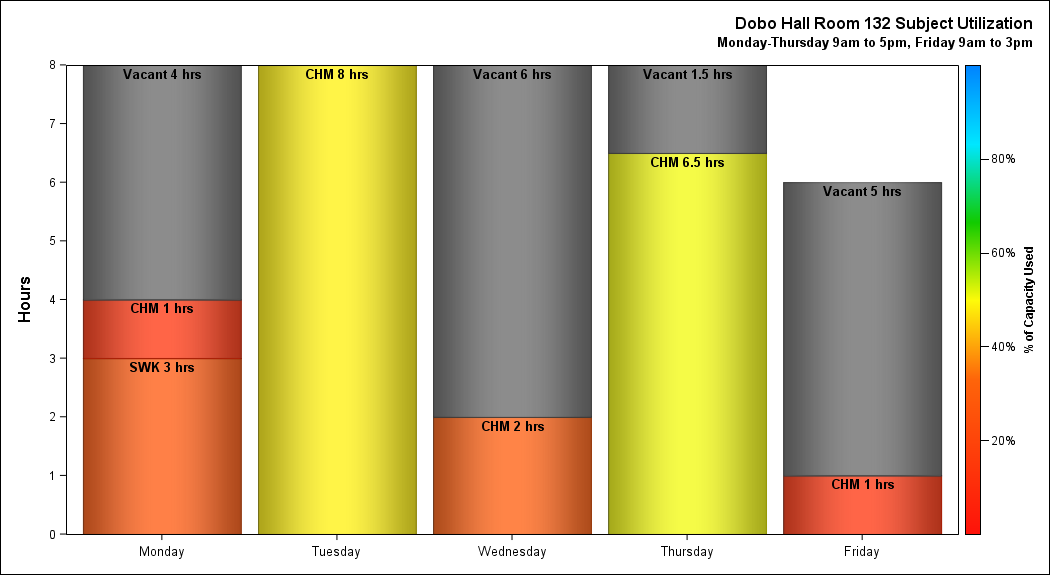 Dobo Hall Room 132 Subject Utilization
Monday-Thursday 9am to 5pm, Friday 9am to 3pm
Hours
8
7
6
5
4
3
2
1
0
Vacant 4 hrs
CHM 1 hrs
SWK 3 hrs
CHM 8 hrs
Vacant 6 hrs
CHM 2 hrs
Vacant 1.5 hrs
CHM 6.5 hrs
Vacant 5 hrs
CHM 1 hrs
Monday
Tuesday
Wednesday
Thursday
Friday
80%
60%
40%
20%
% of Capacity Used